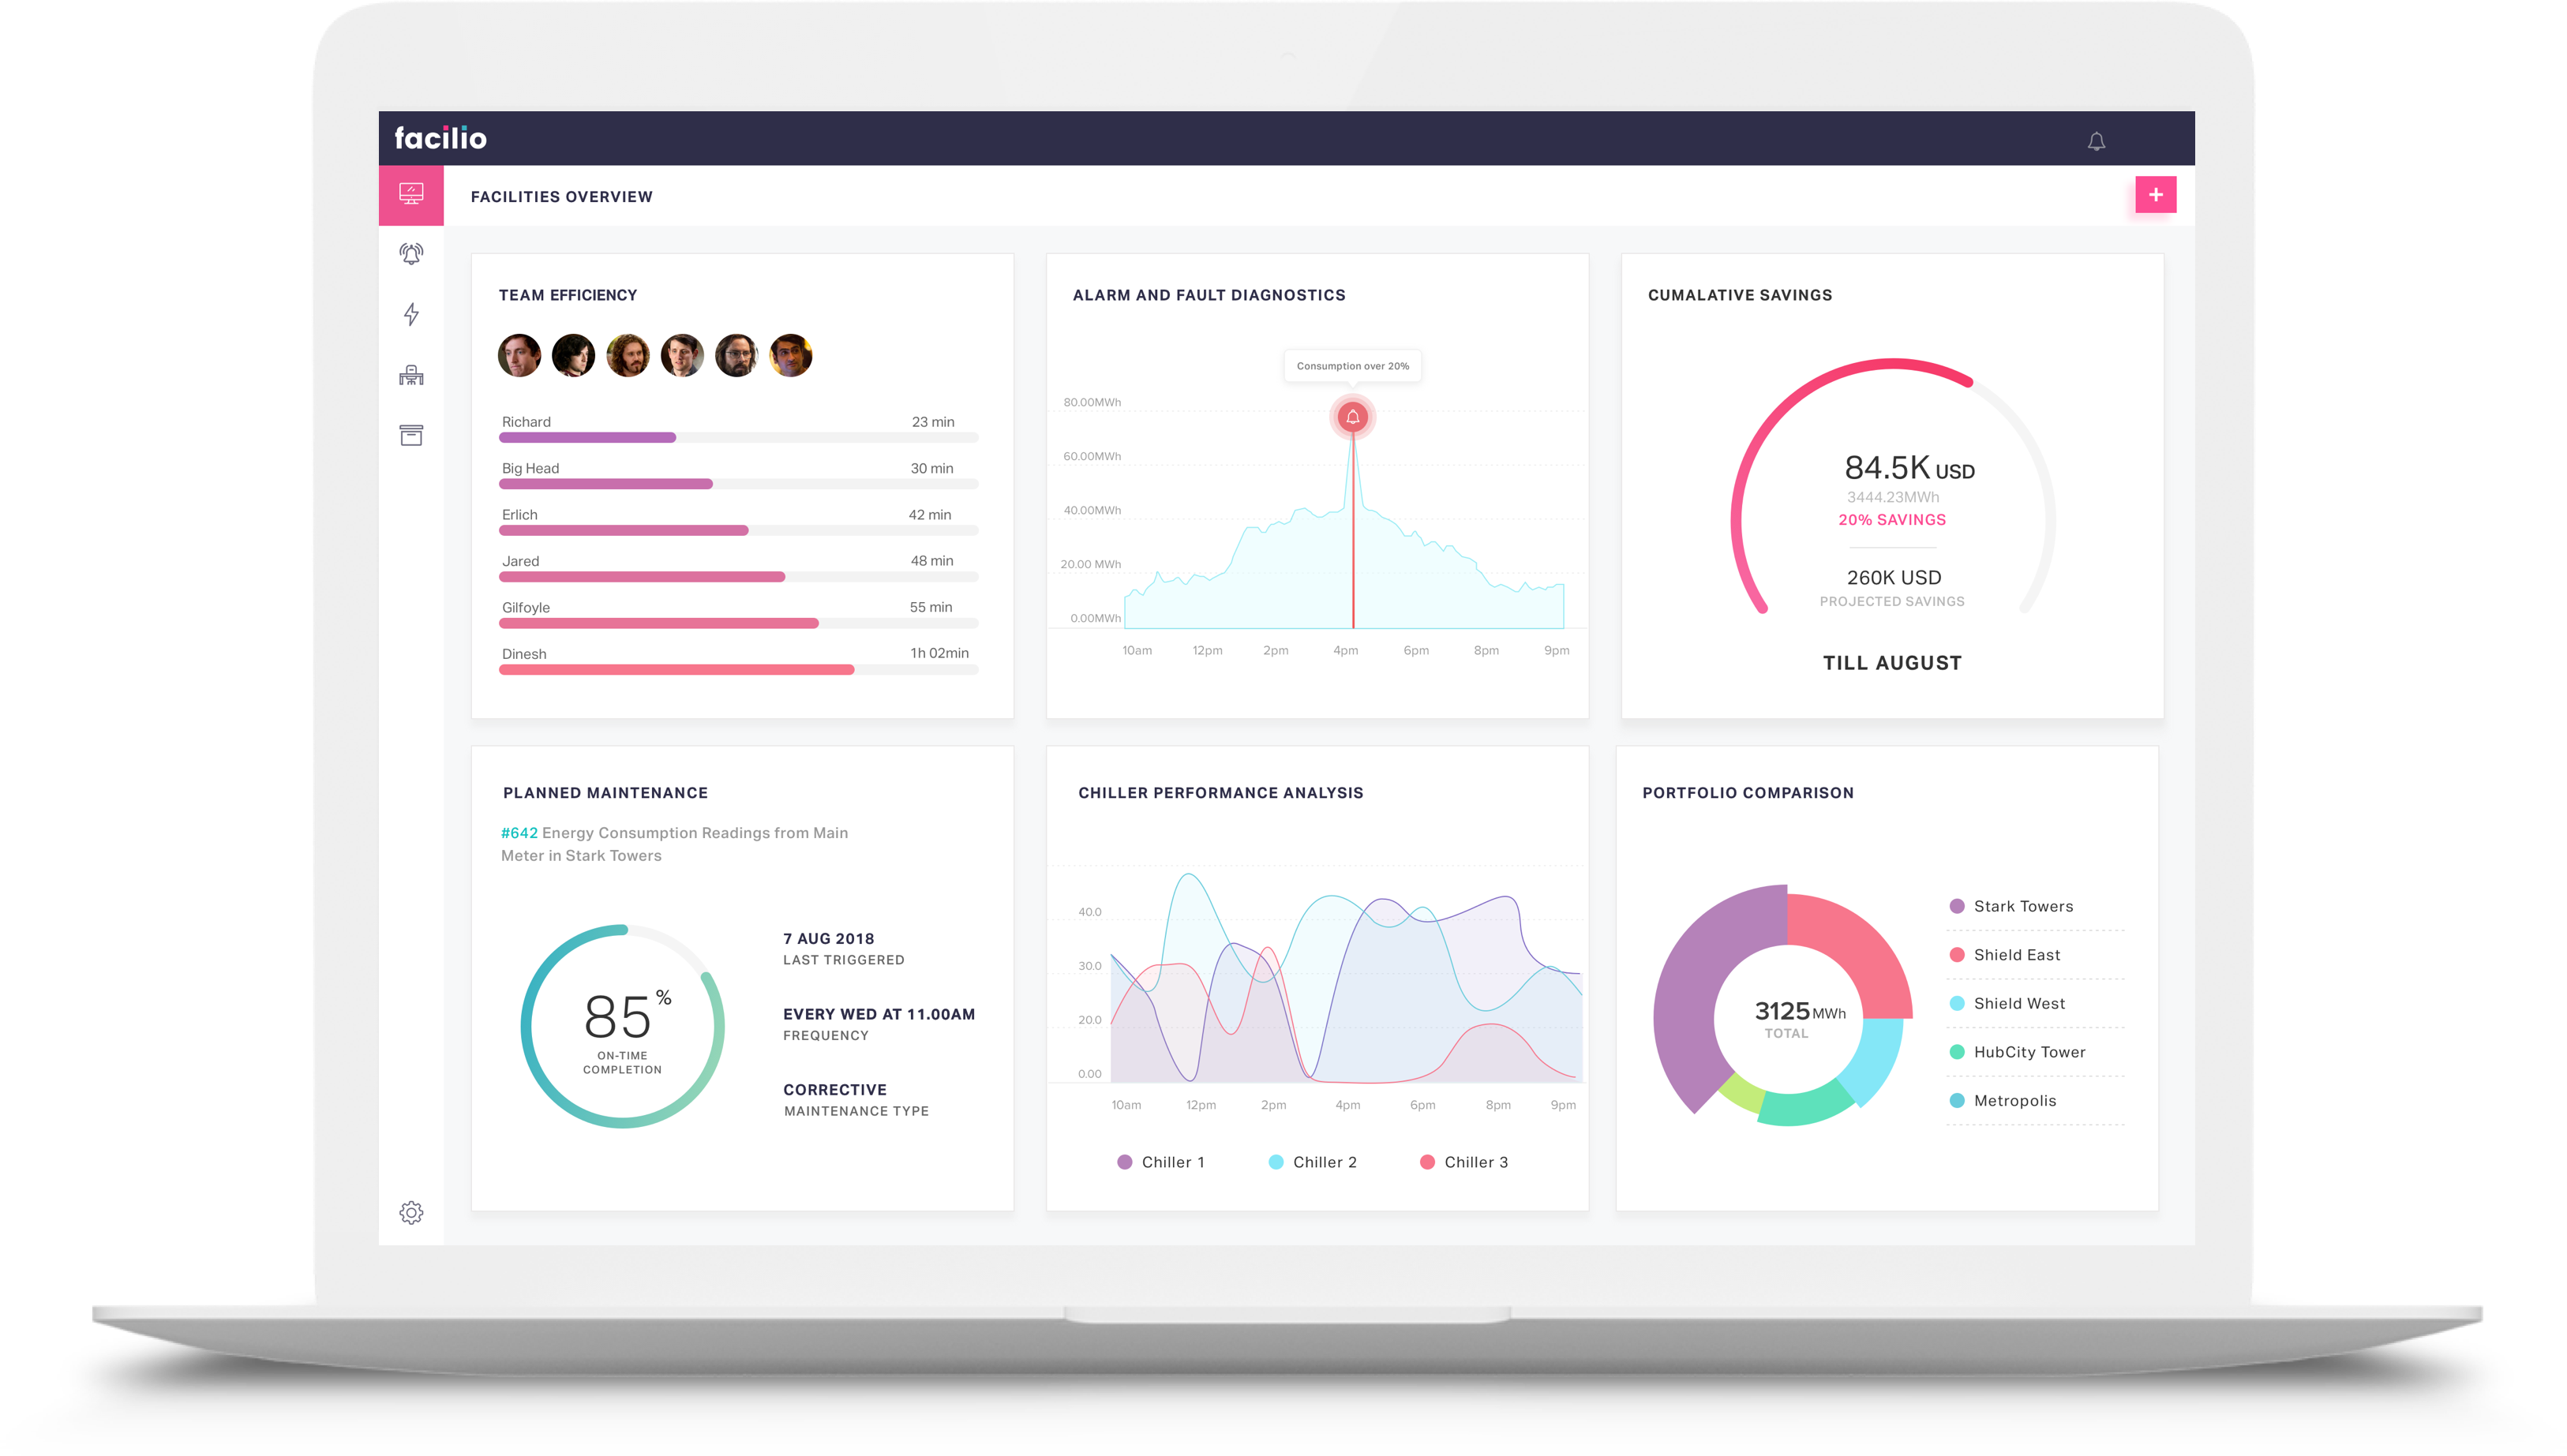 facilio
FACILITIES OVERVIEW
+
TEAM EFFICIENCY
Richard 23 min
Big Head 30 min
Erlich 42 min
Jared 48 min
Gilfoyle 55 min
Dinesh 1h 02min
ALARM AND FAULT DIAGNOSTICS
Consumption over 20%
80.00MWh
60.00MWh
40.00MWh
20.00 MWh
0.00MWh
10am 12pm 2pm 4pm 6pm 8pm 9pm
CUMALATIVE SAVINGS
84.5K USD
3444.23MWh
20% SAVINGS
260K USD
PROJECTED SAVINGS
TILL AUGUST
PLANNED MAINTENANCE
#642 Energy Consumption Readings from Main
Meter in Stark Towers
85%
ON-TIME
COMPLETION
7 AUG 2018
LAST TRIGGERED
EVERY WED AT 11.00AM
FREQUENCY
CORRECTIVE
MAINTENANCE TYPE
CHILLER PERFORMANCE ANALYSIS
40.0
30.0
20.0
0.00
10am 12pm 2pm 4pm 6pm 8pm 9pm
Chiller 1 Chiller 2 Chiller 3
PORTFOLIO COMPARISON
3125 MWh
TOTAL
Stark Towers
Shield East
Shield West
HubCity Tower
Metropolis